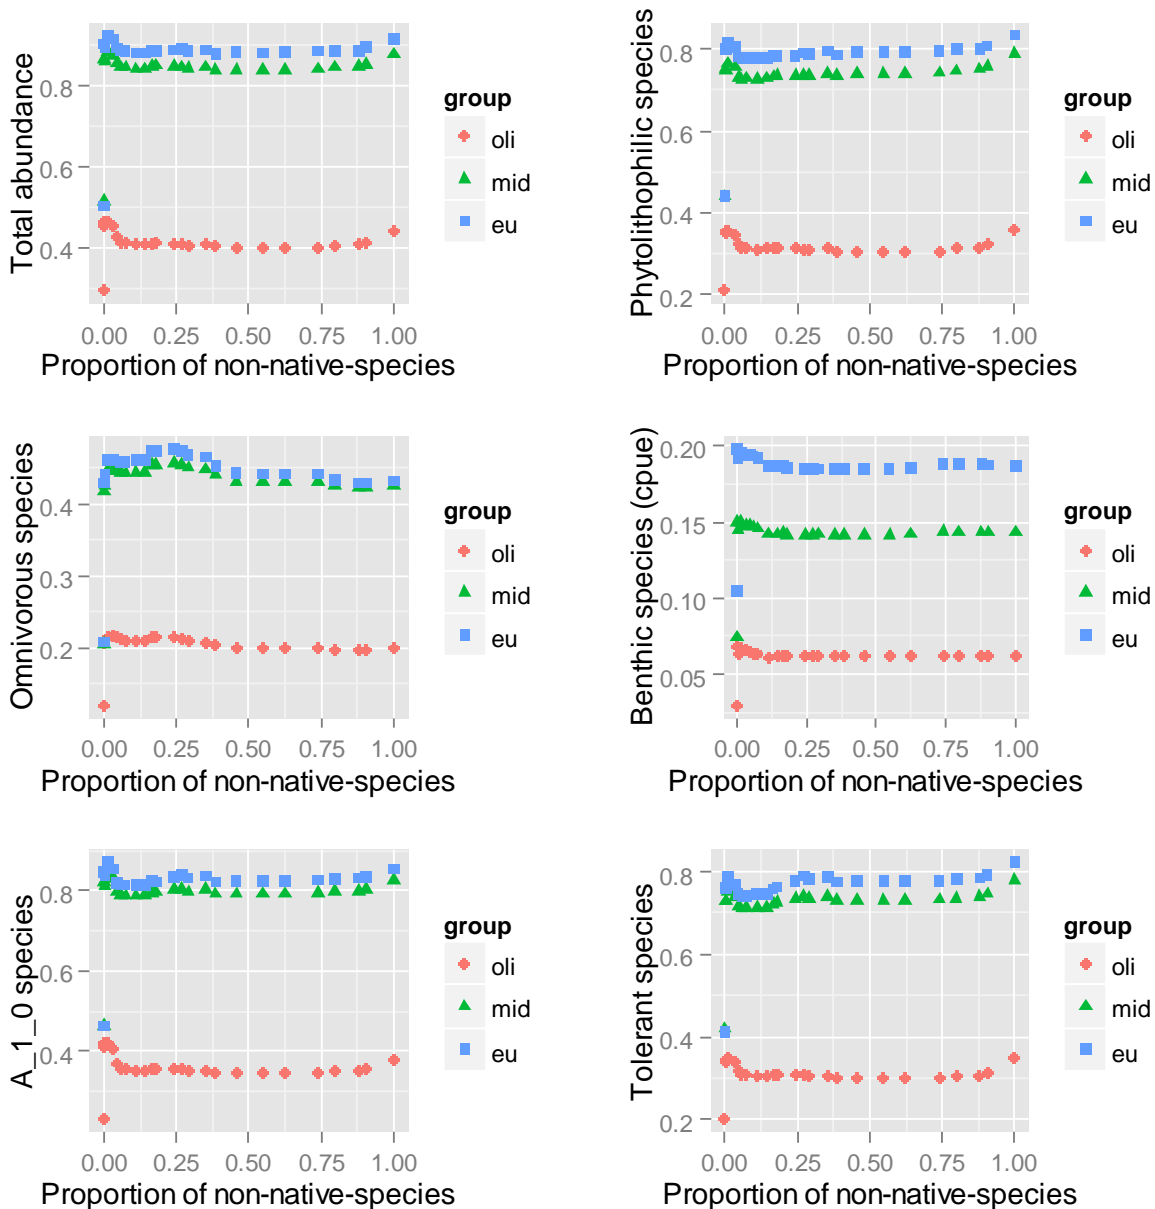 Total abundance
0.8
0.6
0.4
0.00 0.25 0.50 0.75 1.00
Proportion of non-native-species
group
oli
mid
eu
Phytolithophilic species
0.8
0.6
0.4
0.2
0.00 0.25 0.50 0.75 1.00
Proportion of non-native-species
group
oli
mid
eu
Omnivorous species
0.4
0.3
0.2
0.00 0.25 0.50 0.75 1.00
Proportion of non-native-species
group
oli
mid
eu
Benthic species (cpue)
0.20
0.15
0.10
0.05
0.00 0.25 0.50 0.75 1.00
Proportion of non-native-species
group
oli
mid
eu
A_1_0 species
0.8
0.6
0.4
0.00 0.25 0.50 0.75 1.00
Proportion of non-native-species
group
oli
mid
eu
Tolerant species
0.8
0.6
0.4
0.2
0.00 0.25 0.50 0.75 1.00
Proportion of non-native-species
group
oli
mid
eu